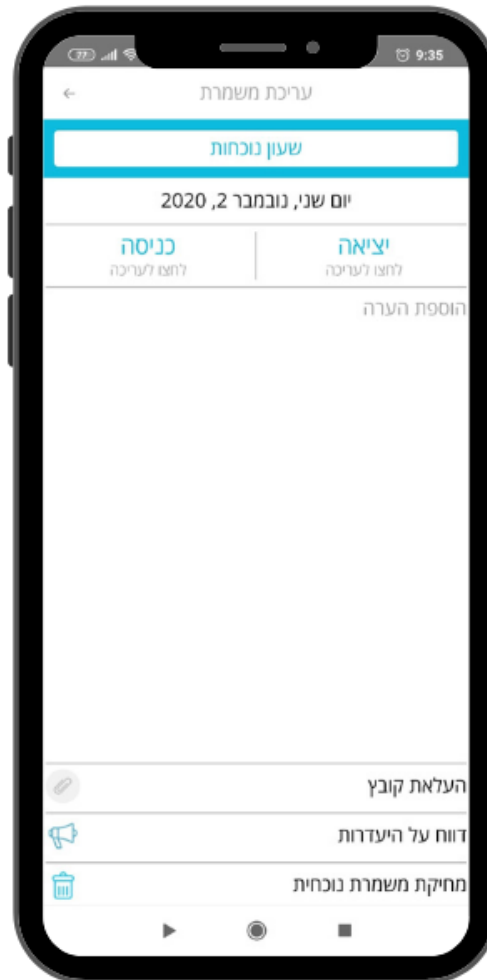 77 9:35
עריכת משמרת
שעון נוכחות
יום שני, נובמבר 2, 2020
יציאה כניסה
לחצו לעריכה לחצו לעריכה
הוספת הערה
העלאת קובץ
דווח על היעדרות
מחיקת משמרת נוכחית